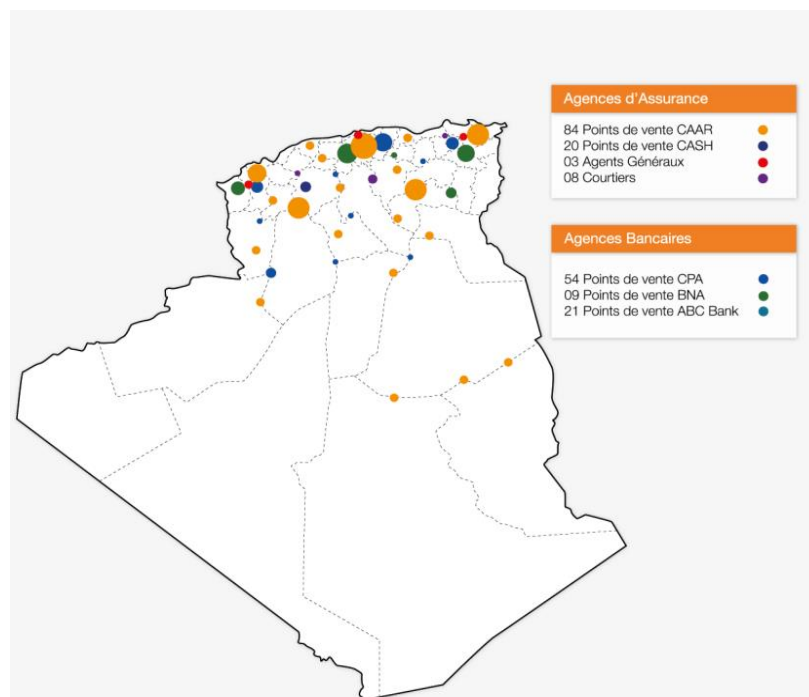 Agences d'Assurance
84 Points de vente CAAR
20 Points de vente CASH
03 Agents Généraux
08 Courtiers
Agences Bancaires
54 Points de vente CPA
09 Points de vente BNA
21 Points de vente ABC Bank